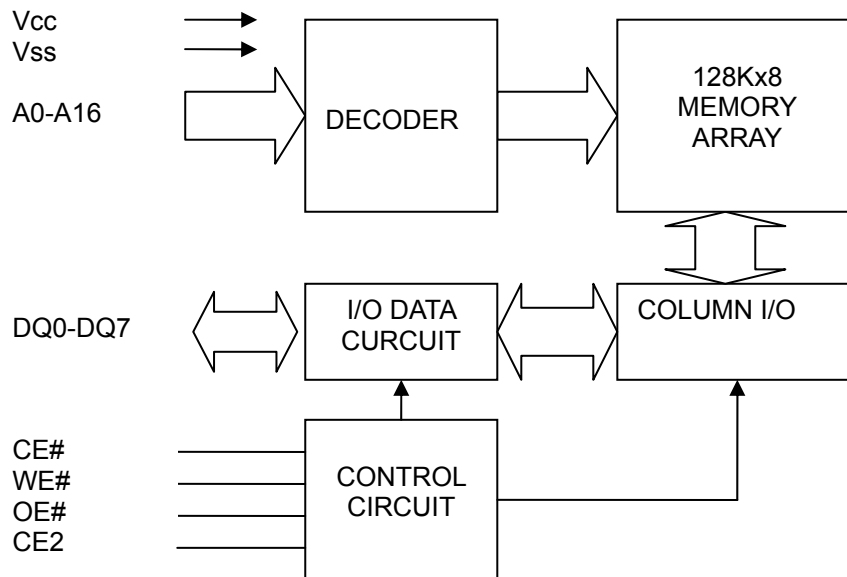 Vcc
Vss
A0-A16
DECODER
128Kx8
MEMORY
ARRAY
DQ0-DQ7
I/O DATA
CURCUIT
COLUMN I/O
CE#
WE#
OE#
CE2
CONTROL
CIRCUIT